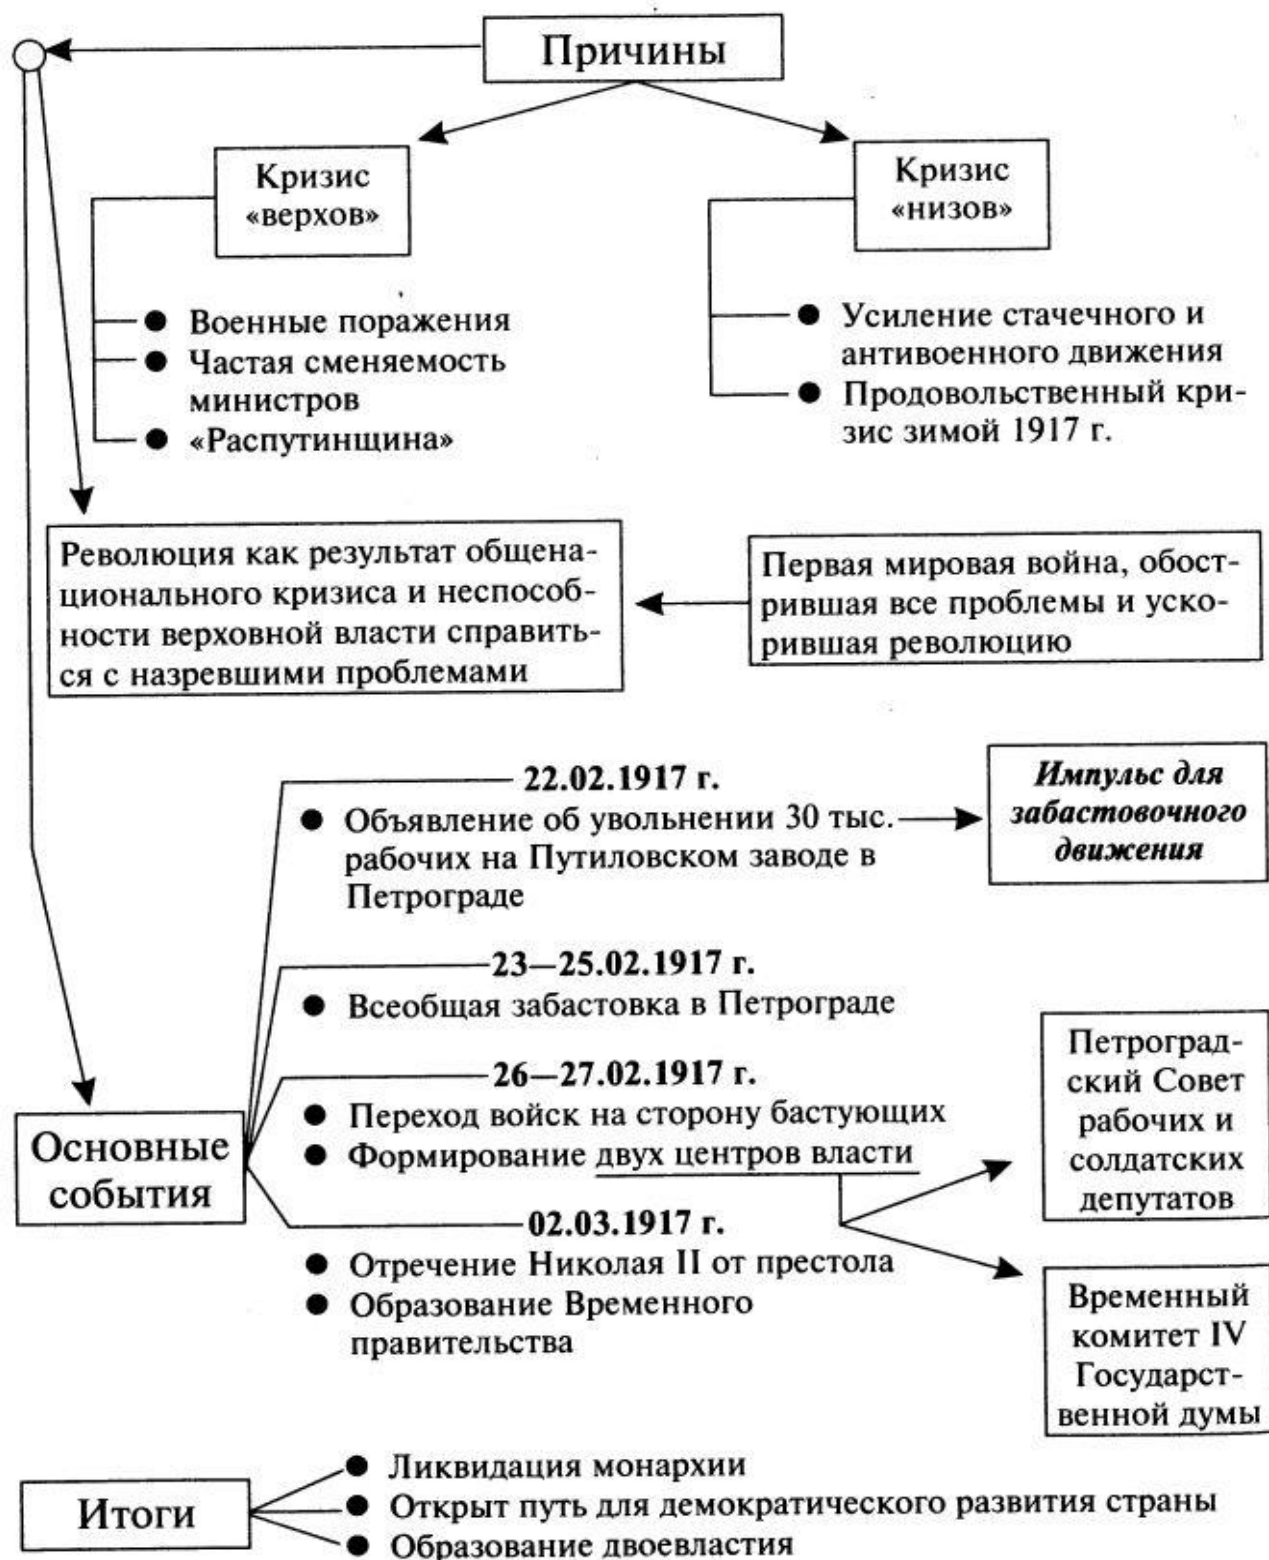 Причины
Кризис
«верхов»
Кризис
«низов»
Военные поражения
Частая сменяемость
министров
«Распутинщина»
Усиление стачечного и
антивоенного движения
Продовольственный кри-
зис зимой 1917 г.
Революция как результат общена-
ционального кризиса и неспособ-
ности верховной власти справить-
ся с назревшими проблемами
Первая мировая война, обост-
рившая все проблемы и уско-
рившая революцию
22.02.1917 г.
Объявление об увольнении 30 тыс.
рабочих на Путиловском заводе в
Петрограде
Импульс для
забастовочного
движения
23—25.02.1917 г.
Всеобщая забастовка в Петрограде
26—27.02.1917 г.
Переход войск на сторону бастующих
Формирование двух центров власти
Петроград-
ский Совет
рабочих и
солдатских
депутатов
Основные
события
02.03.1917 г.
Отречение Николая II от престола
Образование Временного
правительства
Временный
комитет IV
Государст-
венной думы
Итоги
Ликвидация монархии
Открыт путь для демократического развития страны
Образование двоевластия